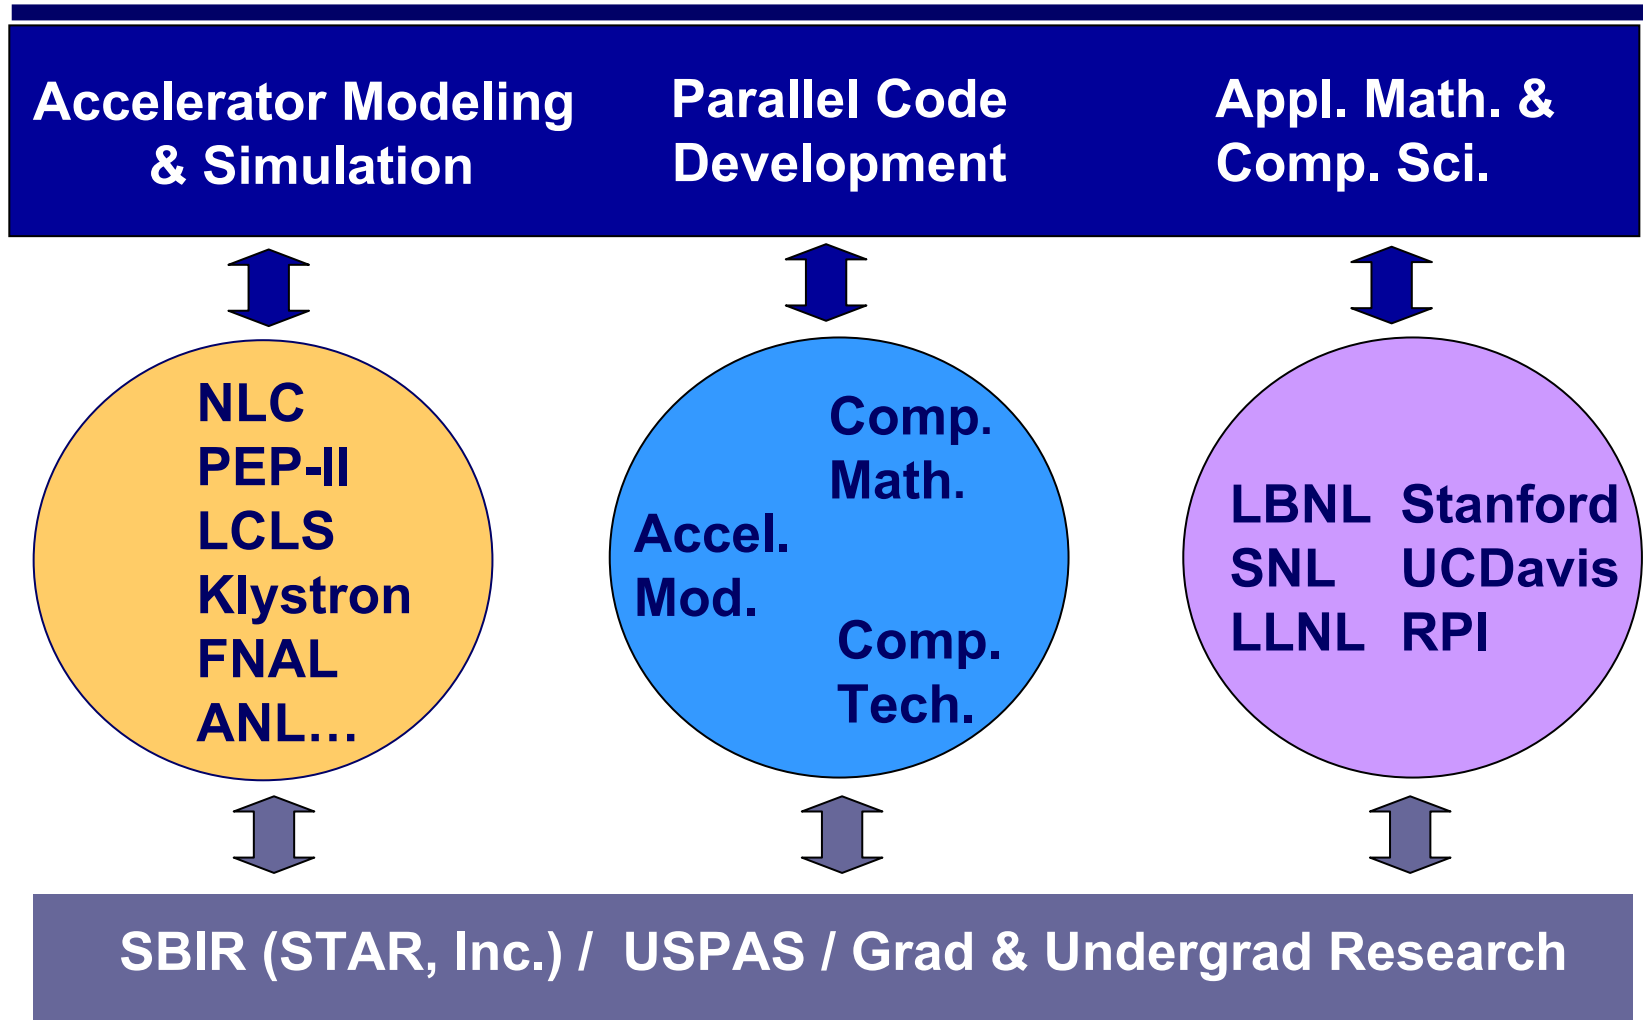 Accelerator Modeling
& Simulation
Parallel Code
Development
Appl. Math. &
Comp. Sci.
NLC
PEP-II
LCLS
Klystron
FNAL
ANL…
Comp.
Math.
Accel.
Mod.
Comp.
Tech.
LBNL Stanford
SNL UCDavis
LLNL RPI
SBIR (STAR, Inc.) / USPAS / Grad & Undergrad Research